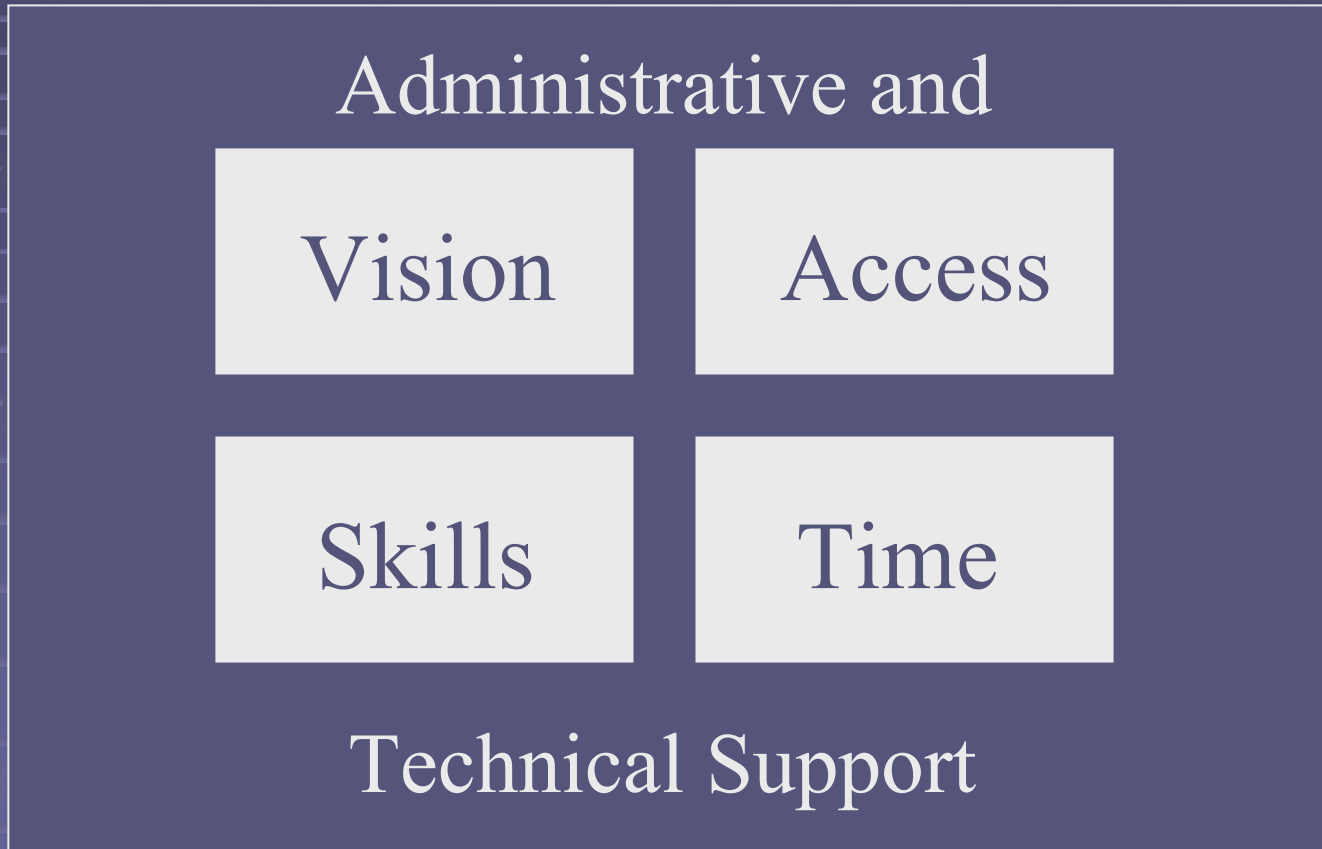 Administrative and
Vision Access
Skills Time
Technical Support